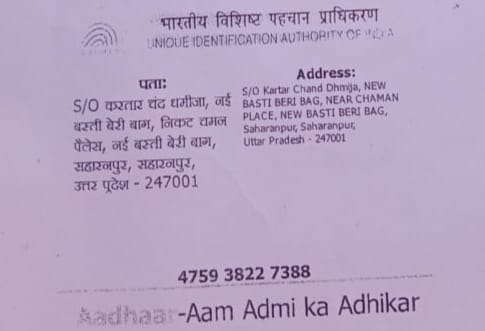 भारतीय विशिष्ट पहचान प्राधिकरण
UNIQUE IDENTIFICATION AUTHORITY OF INDIA
पता:
S/O करतार चंद धमीजा, नई
बस्ती बेरी बाग, निकट चमन
पैलेस, नई बस्ती बेरी बाग,
सहारनपुर, सहारनपुर,
उत्तर प्रदेश - 247001
Address:
S/O Kartar Chand Dhmija, NEW
BASTI BERI BAG, NEAR CHAMAN
PLACE, NEW BASTI BERI BAG,
Saharanpur, Saharanpur,
Uttar Pradesh - 247001
4759 3822 7388
Aadhaar-Aam Admi ka Adhikar